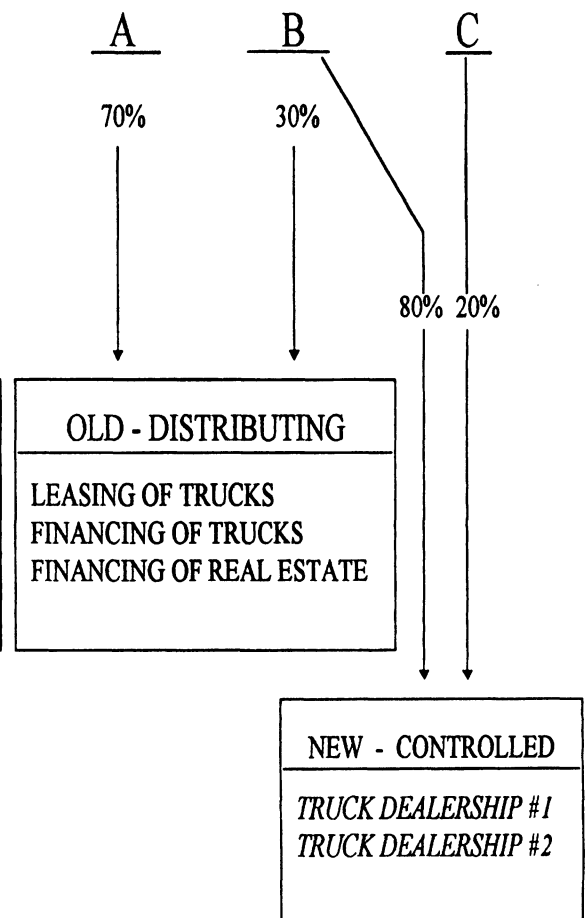 A B C
70% 30%
80% 20%
OLD - DISTRIBUTING
LEASING OF TRUCKS
FINANCING OF TRUCKS
FINANCING OF REAL ESTATE
NEW - CONTROLLED
TRUCK DEALERSHIP #1
TRUCK DEALERSHIP #2